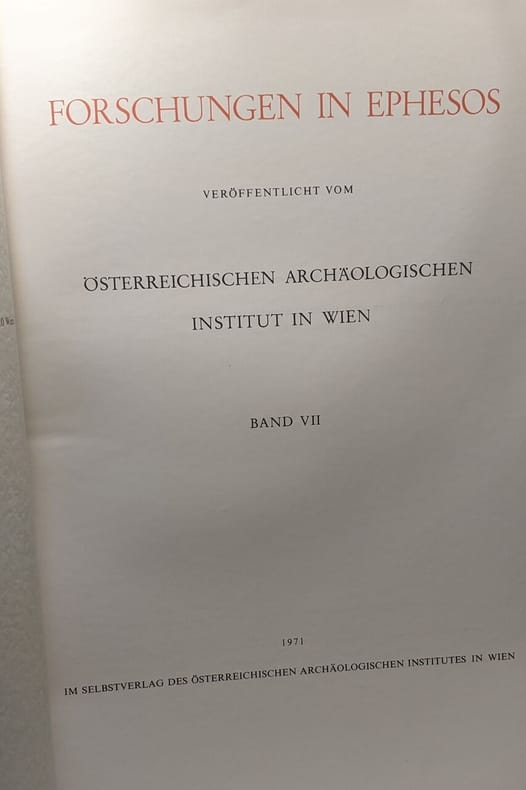 FORSCHUNGEN IN EPHESOS
VERÖFFENTLICHT VOM
ÖSTERREICHISCHEN ARCHÄOLOGISCHEN
INSTITUT IN WIEN
BAND VII
1971
IM SELBSTVERLAG DES ÖSTERREICHISCHEN ARCHÄOLOGISCHEN INSTITUTES IN WIEN